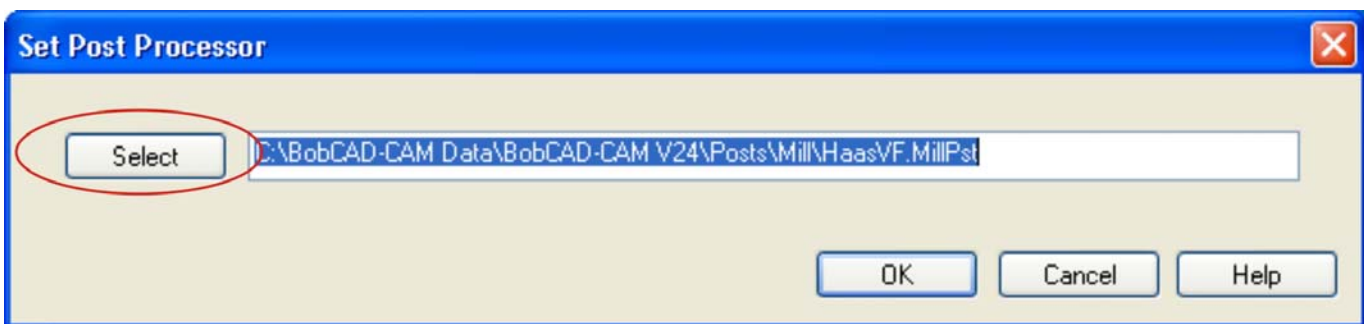 Set Post Processor
Select C:\BobCAD-CAM Data\BobCAD-CAM V24\Posts\Mill\HaasVF.MillPst
OK Cancel Help